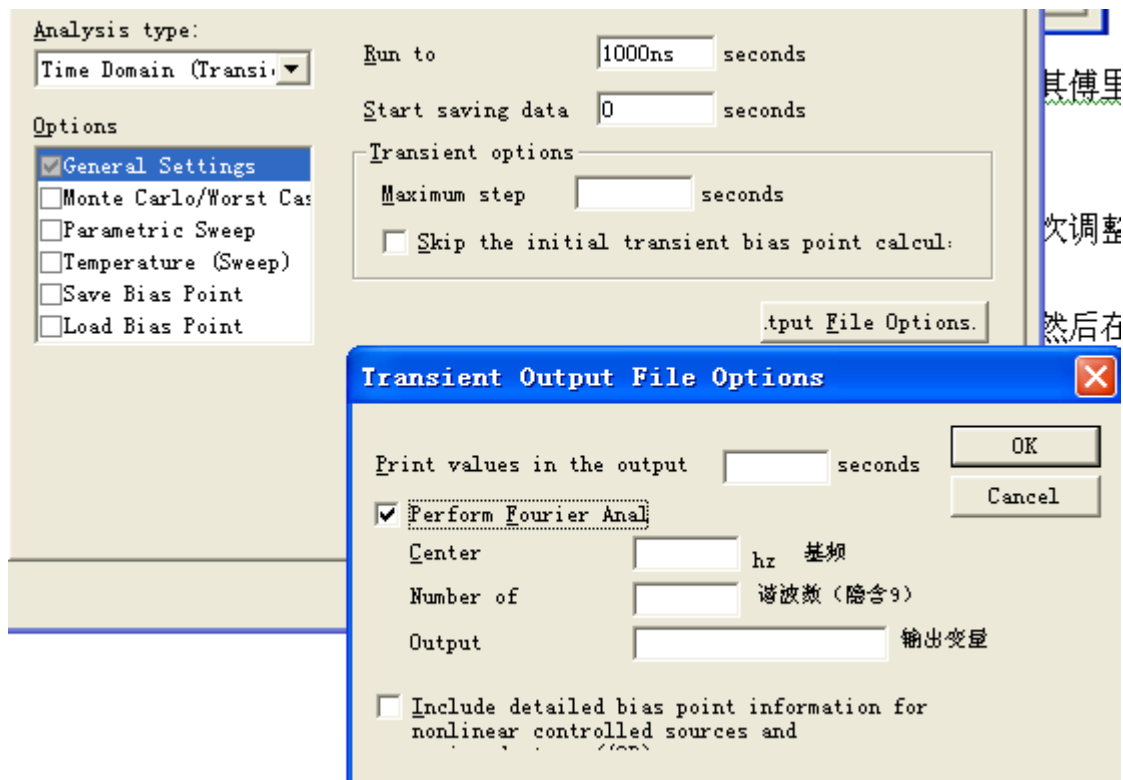 Analysis type:
Time Domain (Transi
Run to 1000ns seconds
Start saving data 0 seconds
Options
General Settings
Monte Carlo/Worst Cas
Parametric Sweep
Temperature (Sweep)
Save Bias Point
Load Bias Point
Transient options
Maximum step seconds
Skip the initial transient bias point calcul
.tput File Options.
其傅里
次调整
然后在
Transient Output File Options
Print values in the output seconds
OK
Cancel
Perform Fourier Anal
Center hz 基频
Number of 谐波数(隐含9)
Output 输出变量
Include detailed bias point information for
nonlinear controlled sources and